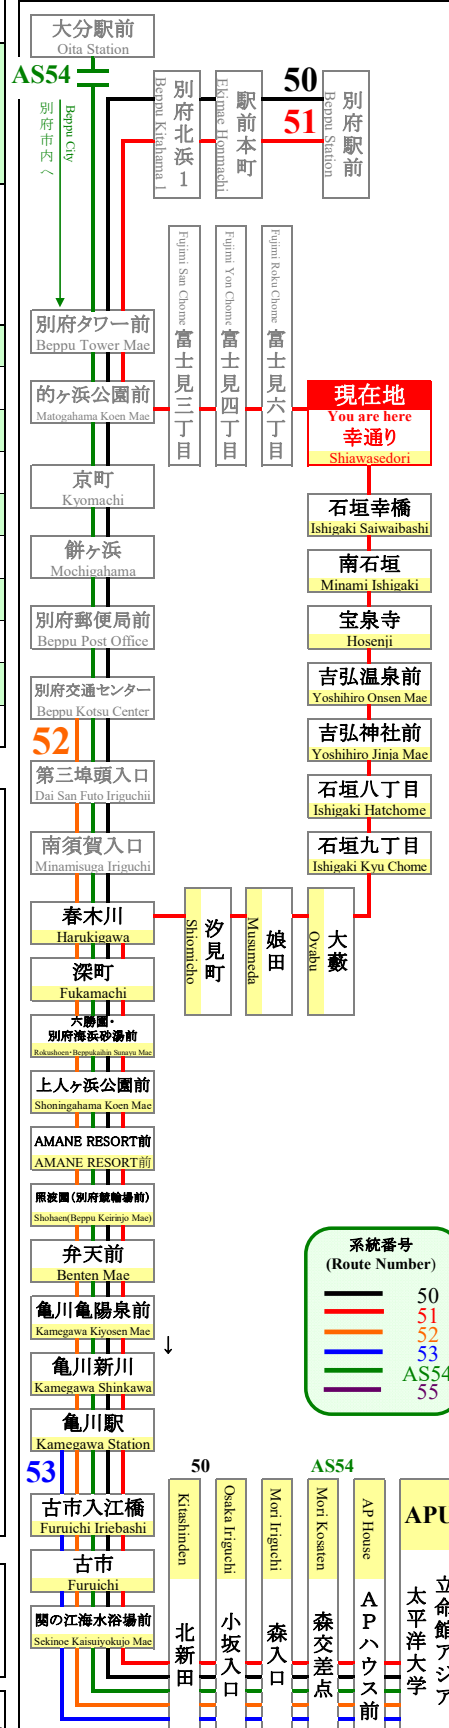 大分駅前
Oita Station
AS54
Beppu City
別府市内へ
50
51
別府北浜1
Beppu Kitahama 1
駅前本町
Ekimae Honmachi
別府駅前
Beppu Station
Fujimi San Chome
富士見三丁目
Fujimi Yon Chome
富士見四丁目
Fujimi Roku Chome
富士見六丁目
別府タワー前
Beppu Tower Mae
的ヶ浜公園前
Matogahama Koen Mae
現在地
You are here
幸通り
Shiawasedori
京町
Kyomachi
餅ヶ浜
Mochigahama
別府郵便局前
Beppu Post Office
別府交通センター
Beppu Kotsu Center
52
第三埠頭入口
Dai San Futo Iriguchii
南須賀入口
Minamisuga Iriguchi
石垣幸橋
Ishigaki Saiwaibashi
南石垣
Minami Ishigaki
宝泉寺
Hosenji
吉弘温泉前
Yoshihiro Onsen Mae
吉弘神社前
Yoshihiro Jinja Mae
石垣八丁目
Ishigaki Hatchome
石垣九丁目
Ishigaki Kyu Chome
春木川
Harukigawa
汐見町
Shiomicho
娘田
Musumeda
大藪
Oyabu
深町
Fukamachi
六勝園・
別府海浜砂湯前
Rokushoen・Beppukaihin Sunayu Mae
上人ヶ浜公園前
Shoningahama Koen Mae
AMANE RESORT前
AMANE RESORT前
照波園(別府競輪場前)
Shohaen(Beppu Keirinjo Mae)
弁天前
Benten Mae
亀川亀陽泉前
Kamegawa Kiyosen Mae
↓
亀川新川
Kamegawa Shinkawa
亀川駅
Kamegawa Station
系統番号
(Route Number)
50
51
52
53
AS54
55
53
古市入江橋
Furuichi Iriebashi
古市
Furuichi
関の江海水浴場前
Sekinoe Kaisuiyokujo Mae
50
AS54
Kitashinden
北新田
Osaka Iriguchi
小坂入口
Mori Iriguchi
森入口
Mori Kosaten
森交差点
AP House
APハウス前
APU
立命館アジア
太平洋大学